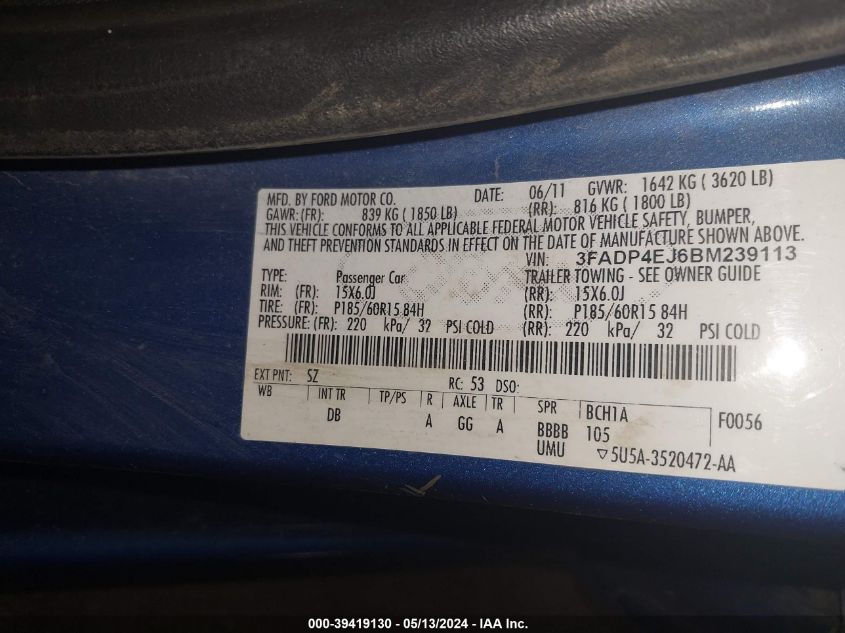 MFD. BY FORD MOTOR CO. DATE: 06/11 GVWR: 1642 KG ( 3620 LB)
GAWR: (FR): 839 KG ( 1850 LB) (RR): 816 KG ( 1800 LB)
THIS VEHICLE CONFORMS TO ALL APPLICABLE FEDERAL MOTOR VEHICLE SAFETY, BUMPER,
AND THEFT PREVENTION STANDARDS IN EFFECT ON THE DATE OF MANUFACTURE SHOWN ABOVE.
VIN: 3FADP4EJ6BM239113
TYPE: Passenger Car TRAILER TOWING - SEE OWNER GUIDE
RIM: (FR): 15X6.0J (RR): 15X6.0J
TIRE: (FR): P185/60R15 84H (RR): P185/60R15 84H
PRESSURE: (FR): 220 kPa/ 32 PSI COLD (RR): 220 kPa/ 32 PSI COLD
EXT PNT: SZ RC: 53 DSO:
WB INT TR TP/PS R AXLE TR SPR BCH1A F0056
DB A GG A BBBB 105
UMU ▽5U5A-3520472-AA
000-39419130 - 05/13/2024 - IAA Inc.